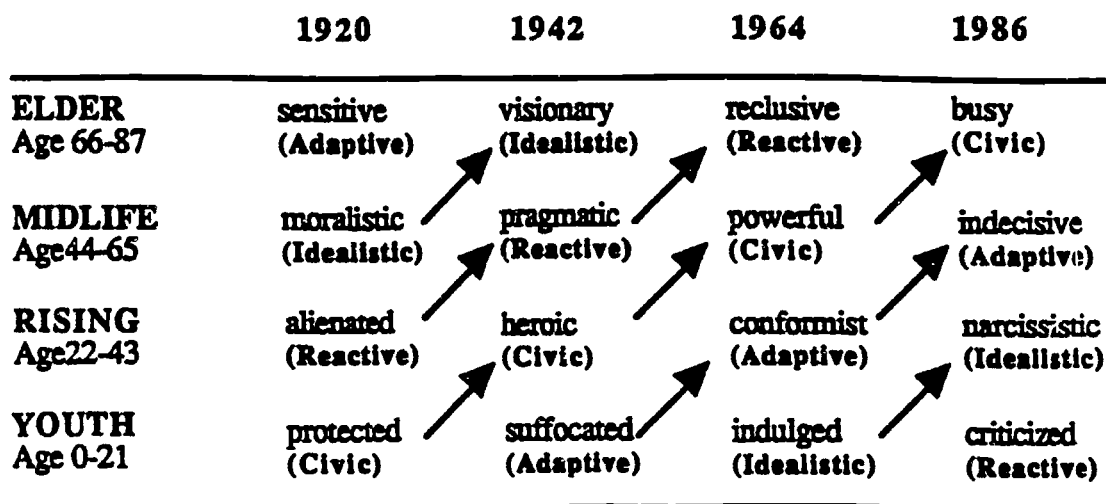 1920 1942 1964 1986
ELDER sensitive visionary reclusive busy
Age 66-87 (Adaptive) (Idealistic) (Reactive) (Civic)
MIDLIFE moralistic pragmatic powerful indecisive
Age44-65 (Idealistic) (Reactive) (Civic) (Adaptive)
RISING alienated heroic conformist narcissistic
Age22-43 (Reactive) (Civic) (Adaptive) (Idealistic)
YOUTH protected suffocated indulged criticized
Age 0-21 (Civic) (Adaptive) (Idealistic) (Reactive)